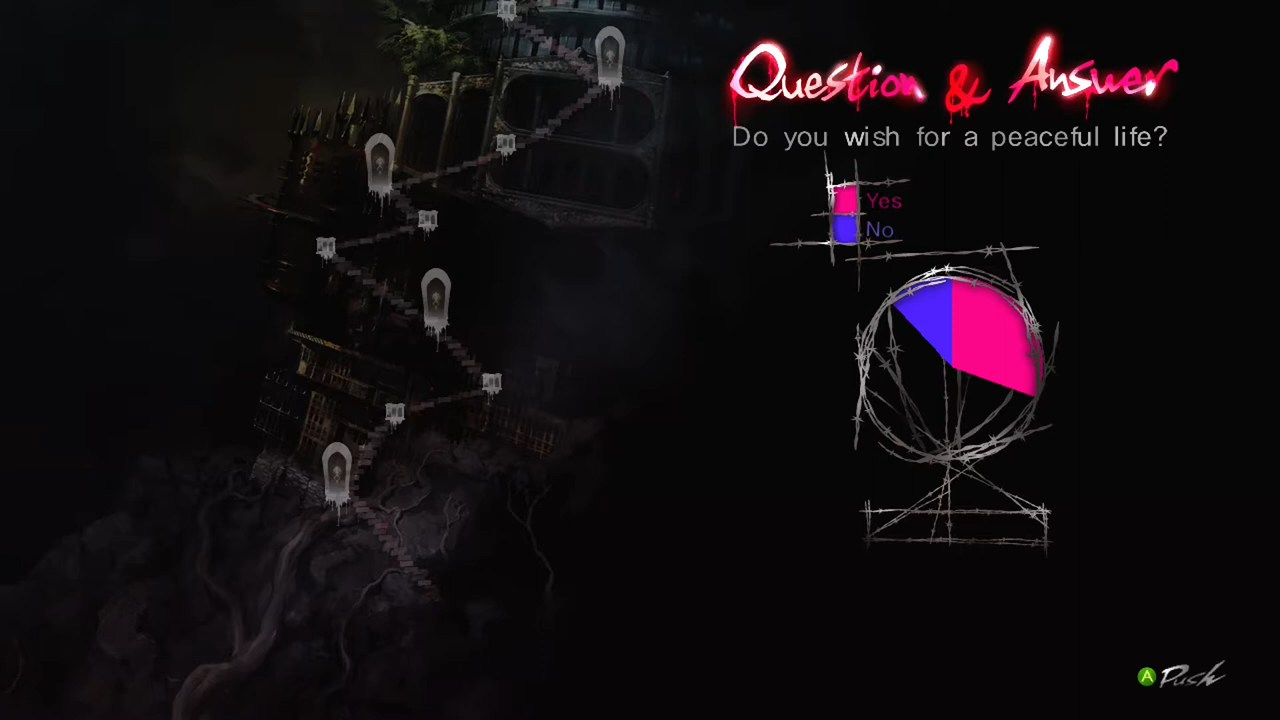 Question & Answer
Do you wish for a peaceful life?
Yes
No
A Push